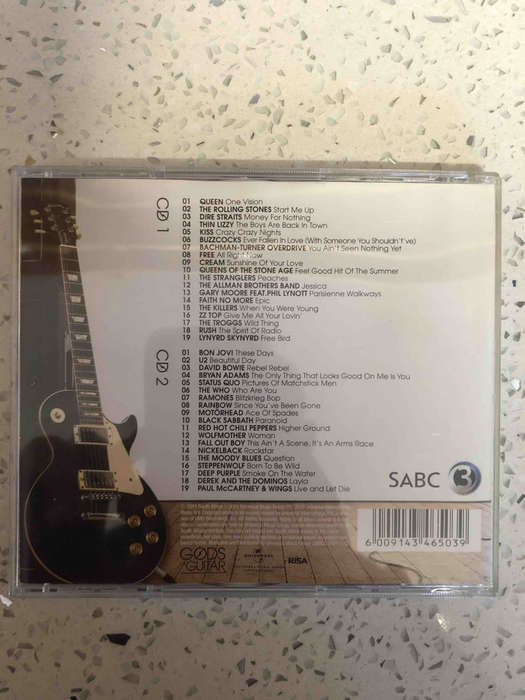 CD 1
01 QUEEN One Vision
02 THE ROLLING STONES Start Me Up
03 DIRE STRAITS Money For Nothing
04 THIN LIZZY The Boys Are Back In Town
05 KISS Crazy Crazy Nights
06 BUZZCOCKS Ever Fallen In Love (With Someone You Shouldn't've)
07 BACHMAN-TURNER OVERDRIVE You Ain't Seen Nothing Yet
08 FREE All Right Now
09 CREAM Sunshine Of Your Love
10 QUEENS OF THE STONE AGE Feel Good Hit Of The Summer
11 THE STRANGLERS Peaches
12 THE ALLMAN BROTHERS BAND Jessica
13 GARY MOORE FEAT. PHIL LYNOTT Parisienne Walkways
14 FAITH NO MORE Epic
15 THE KILLERS When You Were Young
16 ZZ TOP Give Me All Your Lovin'
17 THE TROGGS Wild Thing
18 RUSH The Spirit Of Radio
19 LYNYRD SKYNYRD Free Bird
CD 2
01 BON JOVI These Days
02 U2 Beautiful Day
03 DAVID BOWIE Rebel Rebel
04 BRYAN ADAMS The Only Thing That Looks Good On Me Is You
05 STATUS QUO Pictures Of Matchstick Men
06 THE WHO Who Are You
07 RAMONES Blitzkrieg Bop
08 RAINBOW Since You've Been Gone
09 MOTÖRHEAD Ace Of Spades
10 BLACK SABBATH Paranoid
11 RED HOT CHILI PEPPERS Higher Ground
12 WOLFMOTHER Woman
13 FALL OUT BOY This Ain't A Scene, It's An Arms Race
14 NICKELBACK Rockstar
15 THE MOODY BLUES Question
16 STEPPENWOLF Born To Be Wild
17 DEEP PURPLE Smoke On The Water
18 DEREK AND THE DOMINOS Layla
19 PAUL McCARTNEY & WINGS Live and Let Die
SABC 3
6 009143 465039
GODS
GUITAR
UNIVERSAL
RISA